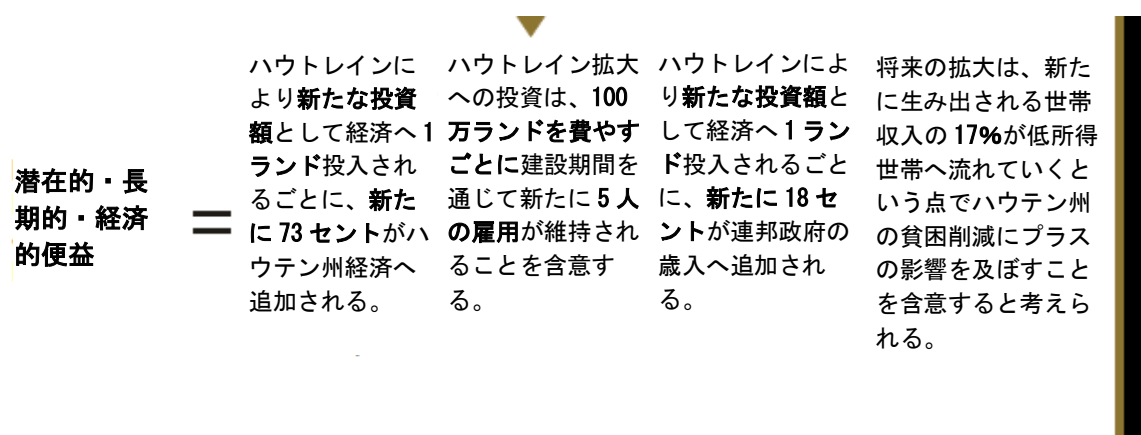 潜在的・長
期的・経済
的便益
＝
ハウトレインに
より新たな投資
額として経済へ1
ランド投入され
るごとに、新た
に73セントがハ
ウテン州経済へ
追加される。
ハウトレイン拡大
への投資は、100
万ランドを費やす
ごとに建設期間を
通じて新たに5人
の雇用が維持され
ることを含意す
る。
ハウトレインによ
り新たな投資額と
して経済へ1ラン
ド投入されるごと
に、新たに18セ
ントが連邦政府の
歳入へ追加され
る。
将来の拡大は、新た
に生み出される世帯
収入の17%が低所得
世帯へ流れていくと
いう点でハウテン州
の貧困削減にプラス
の影響を及ぼすこと
を含意すると考えら
れる。